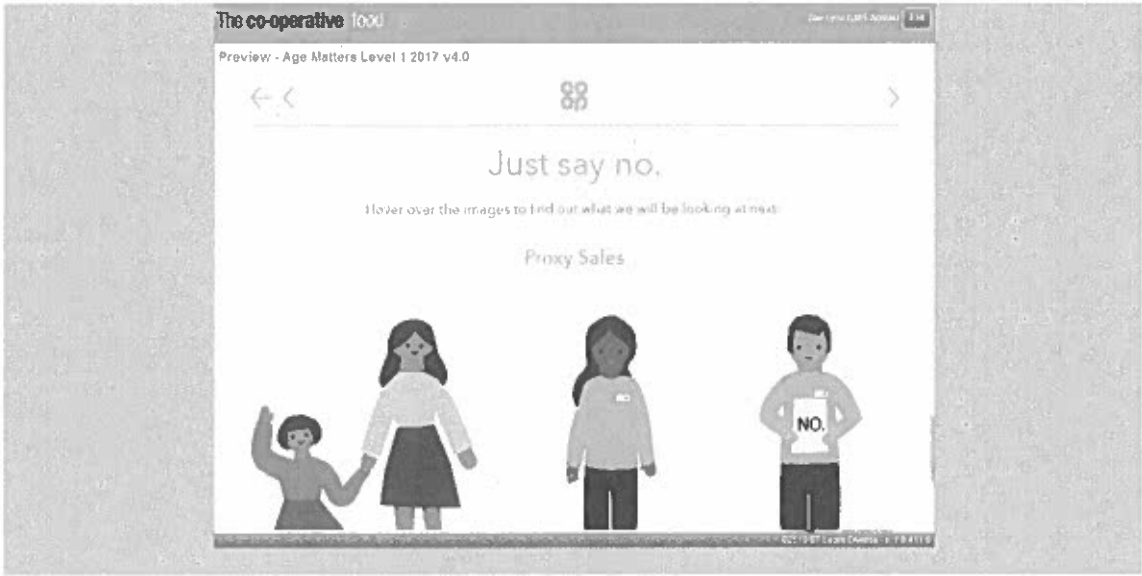 The co-operative food
Preview - Age Matters Level 1 2017 v4.0
Just say no.
Hover over the images to find out what we will be looking at next.
Proxy Sales
NO.